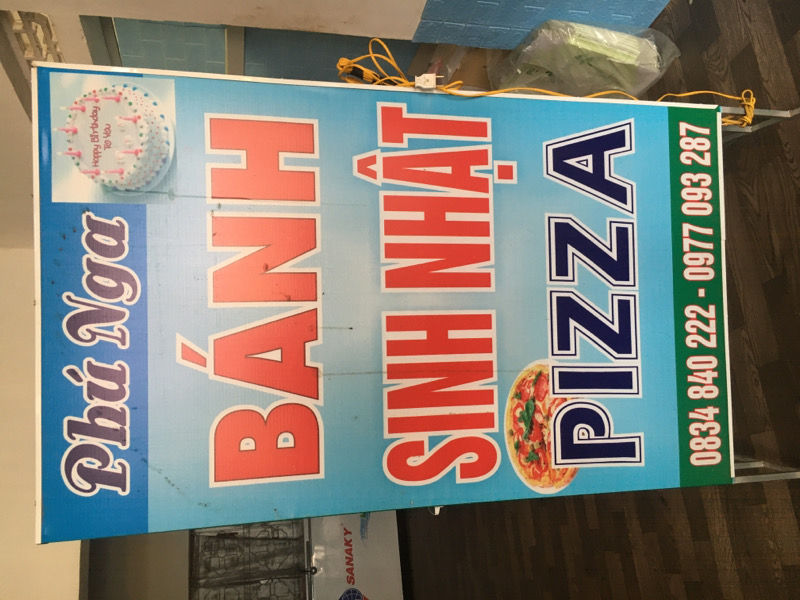 Phú Nga
Happy Birthday
To You
BÁNH
SINH NHẬT
PIZZA
0834 840 222 - 0977 093 287
SANAKY